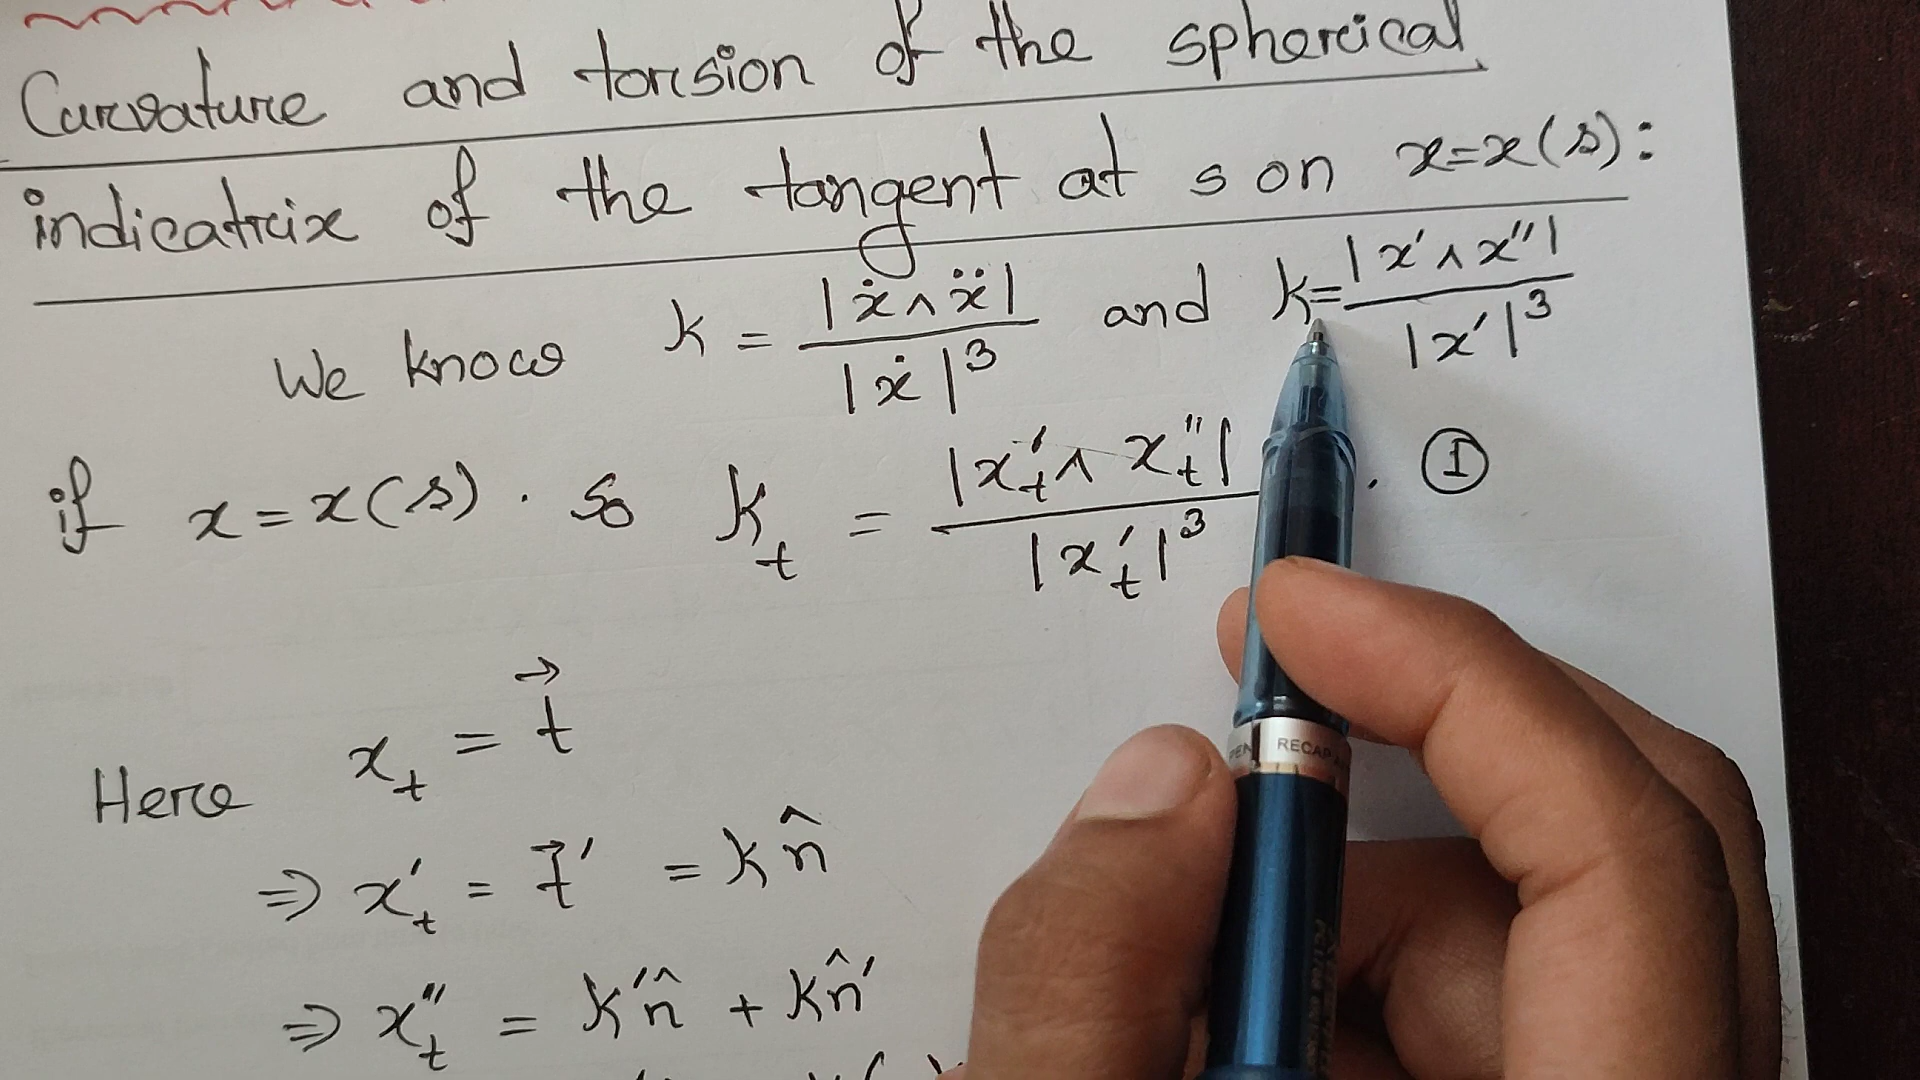 Curvature and torsion of the spherical
indicatrix of the tangent at s on x=x(s):
We know k = |ẋ ∧ ẍ| / |ẋ|³ and k = |x′ ∧ x″| / |x′|³
if x = x(s). So k_t = |x′_t ∧ x″_t| / |x′_t|³ . Ⓘ
Here x_t = t⃗
⇒ x′_t = t⃗′ = k n̂
⇒ x″_t = k′n̂ + k n̂′
RECAP